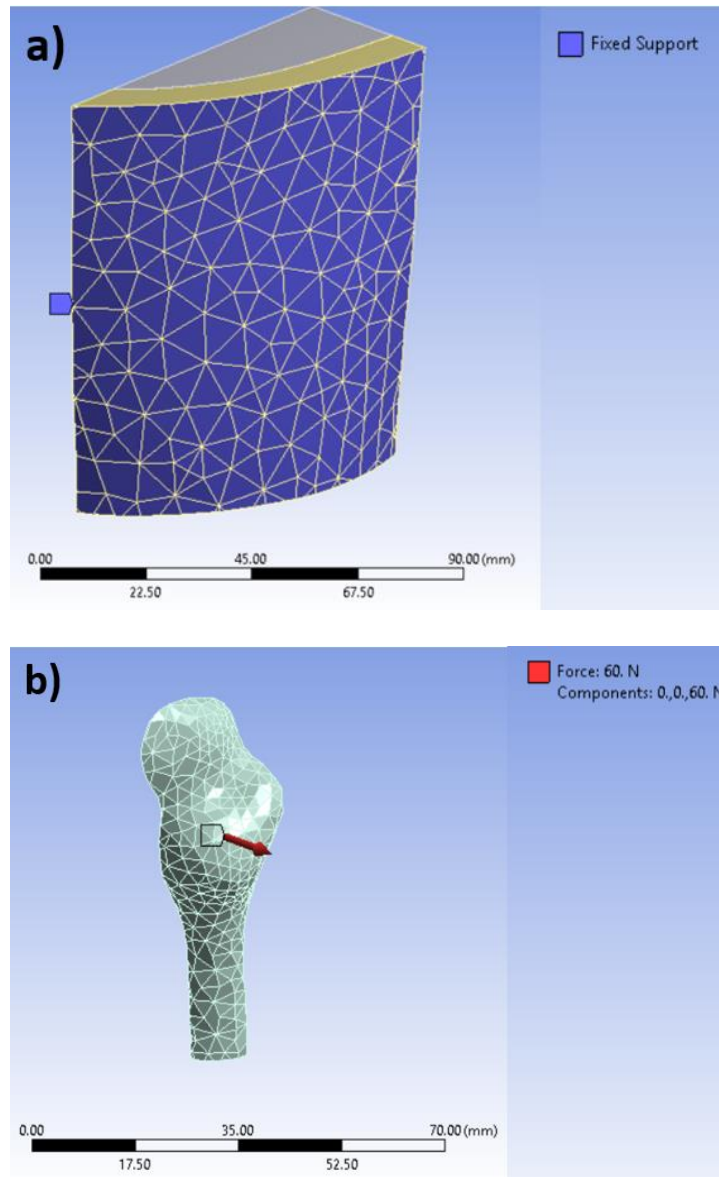 a)
Fixed Support
0.00 45.00 90.00 (mm)
22.50 67.50
b)
Force: 60. N
Components: 0.,0.,60. N
0.00 35.00 70.00 (mm)
17.50 52.50